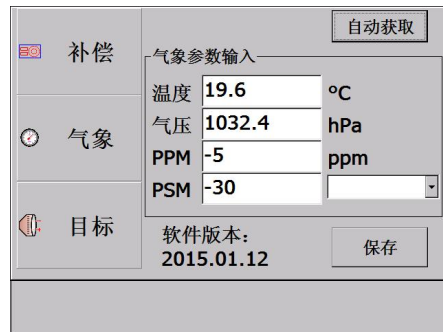 自动获取
补偿
气象参数输入
温度 19.6 °C
气象
气压 1032.4 hPa
PPM -5 ppm
PSM -30
目标
软件版本：
2015.01.12
保存